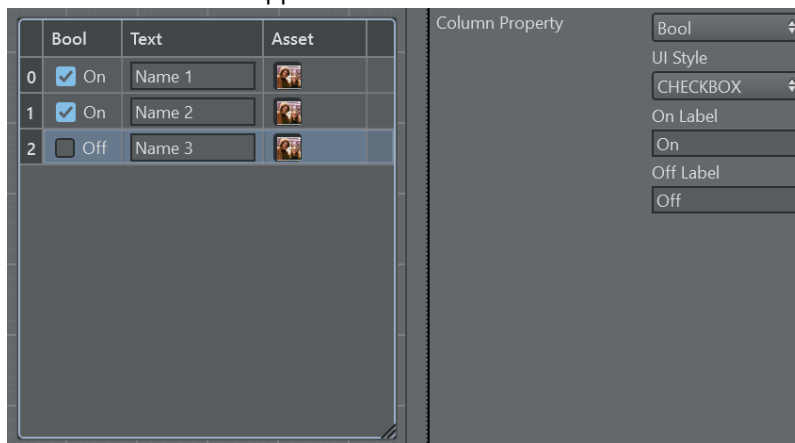 Bool Text Asset
0 On Name 1
1 On Name 2
2 Off Name 3
Column Property
Bool
UI Style
CHECKBOX
On Label
On
Off Label
Off